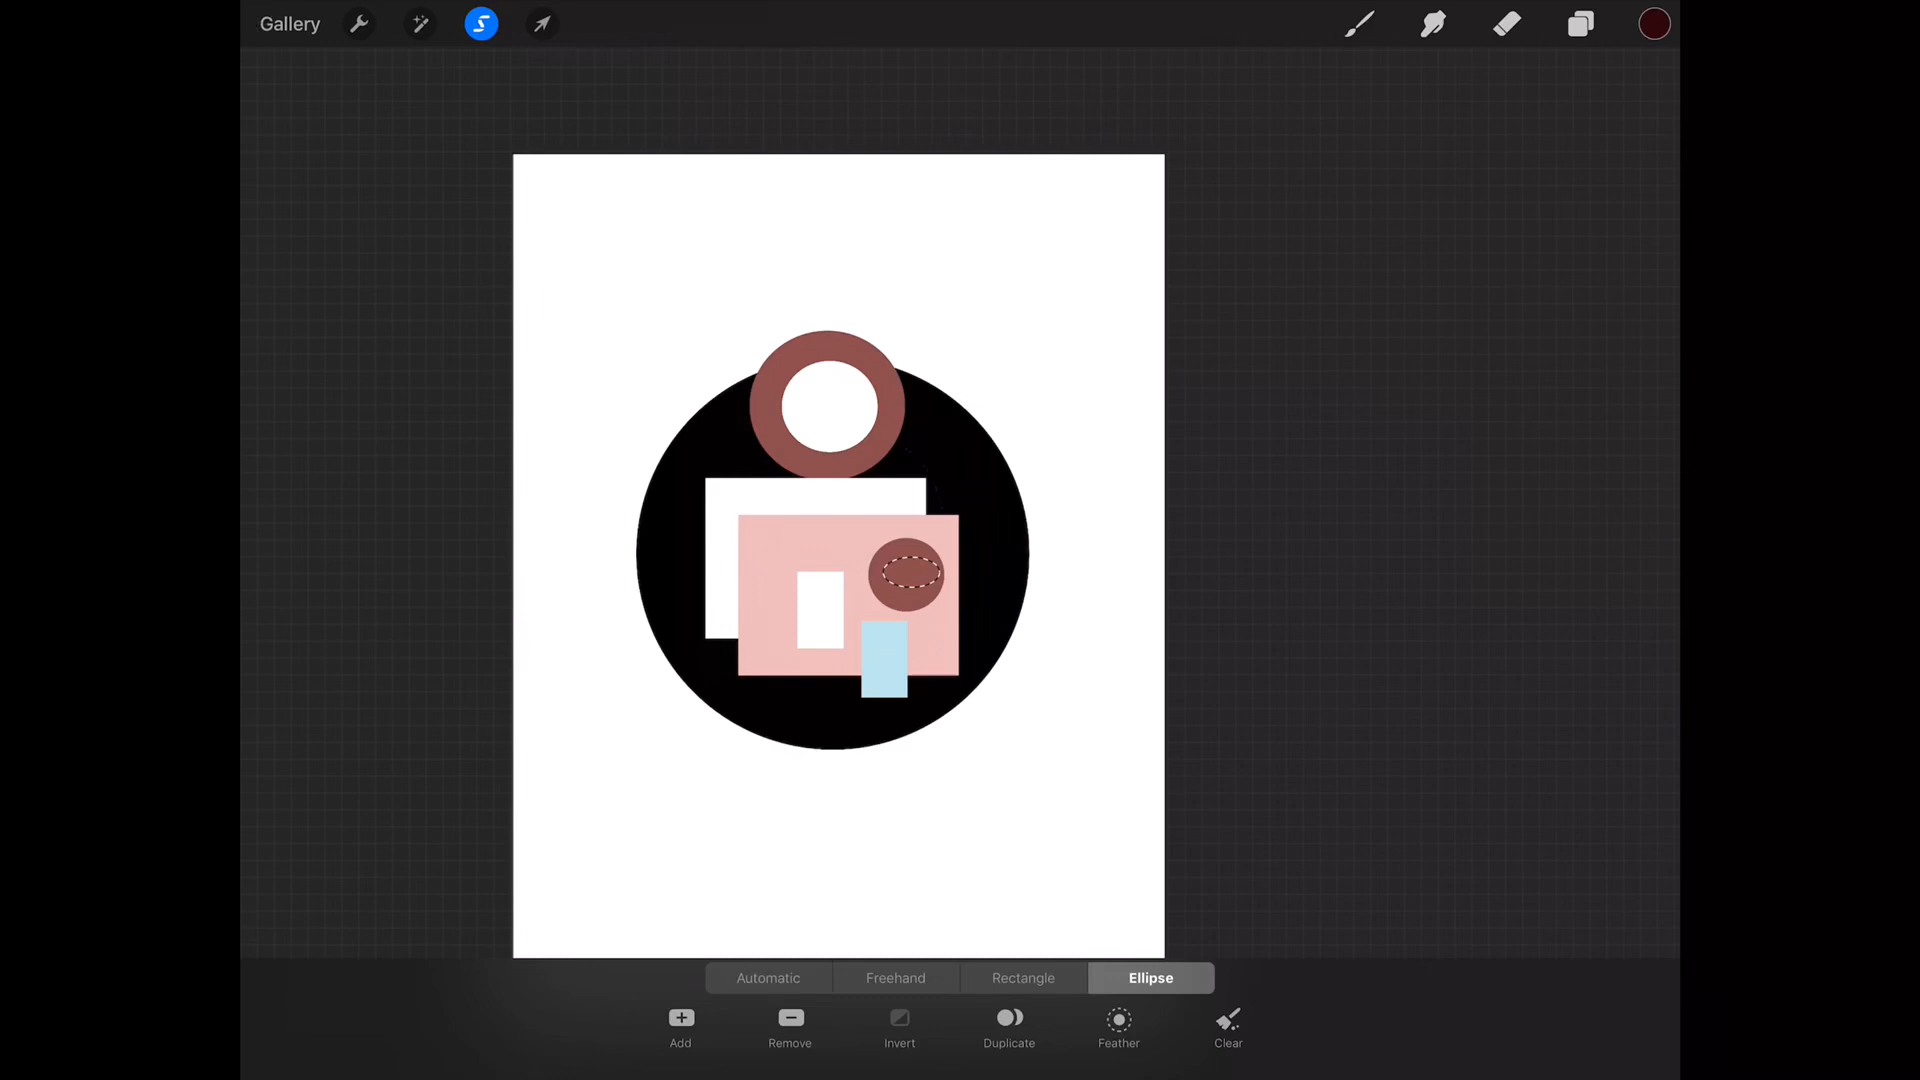 Gallery
Automatic Freehand Rectangle Ellipse
Add Remove Invert Duplicate Feather Clear